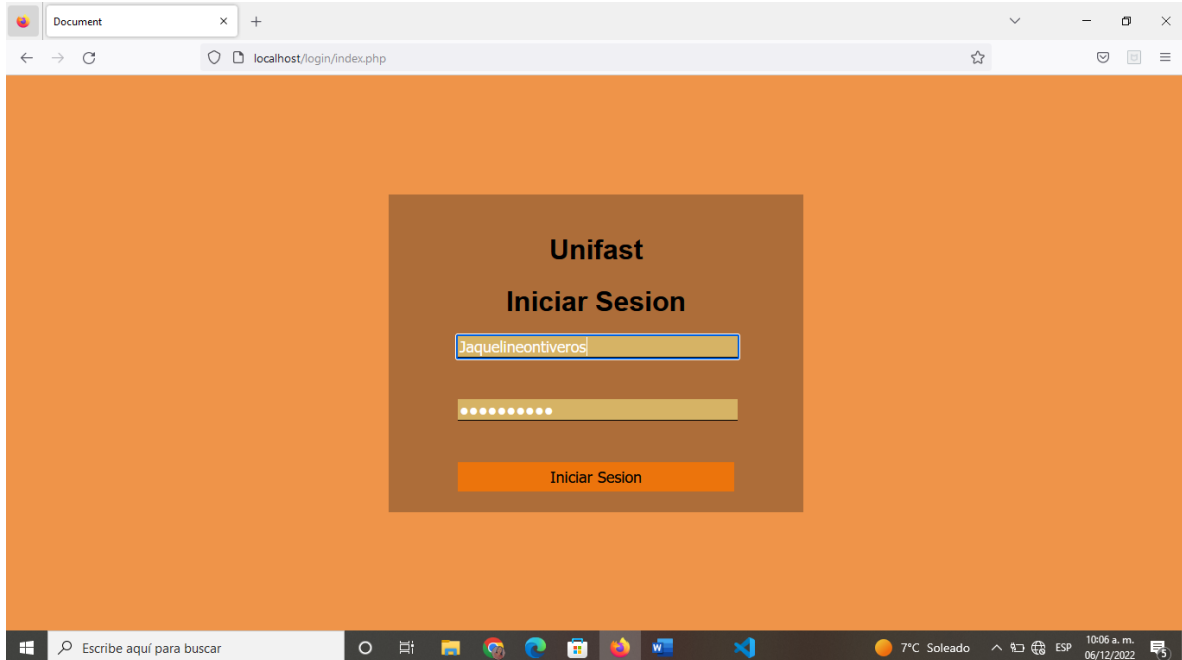 Document
localhost/login/index.php
Unifast
Iniciar Sesion
Jaquelineontiveros
Iniciar Sesion
Escribe aquí para buscar
7°C Soleado
ESP
10:06 a. m.
06/12/2022
5